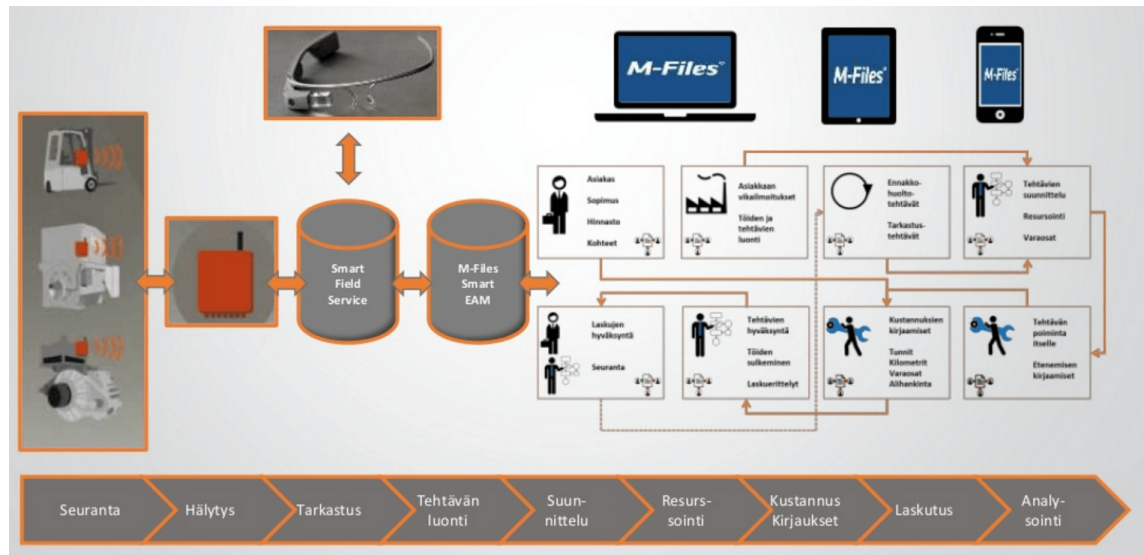 M-Files
M-Files
M-Files
Smart
Field
Service
M-Files
Smart
EAM
Asiakas
Sopimus
Hinnasto
Kohteet
Asiakkaan
vikailmoitukset
Töiden ja
tehtävien
luonti
Ennakko-
huolto-
tehtävät
Tarkastus-
tehtävät
Tehtävien
suunnittelu
Resursointi
Varaosat
Laskujen
hyväksyntä
Seuranta
Tehtävien
hyväksyntä
Töiden
sulkeminen
Laskuerittelyt
Kustannuksien
kirjaamiset
Tunnit
Kilometrit
Varaosat
Alihankinta
Tehtävän
poiminta
itselle
Etenemisen
kirjaamiset
Seuranta
Hälytys
Tarkastus
Tehtävän
luonti
Suun-
nittelu
Resurs-
sointi
Kustannus
Kirjaukset
Laskutus
Analy-
sointi